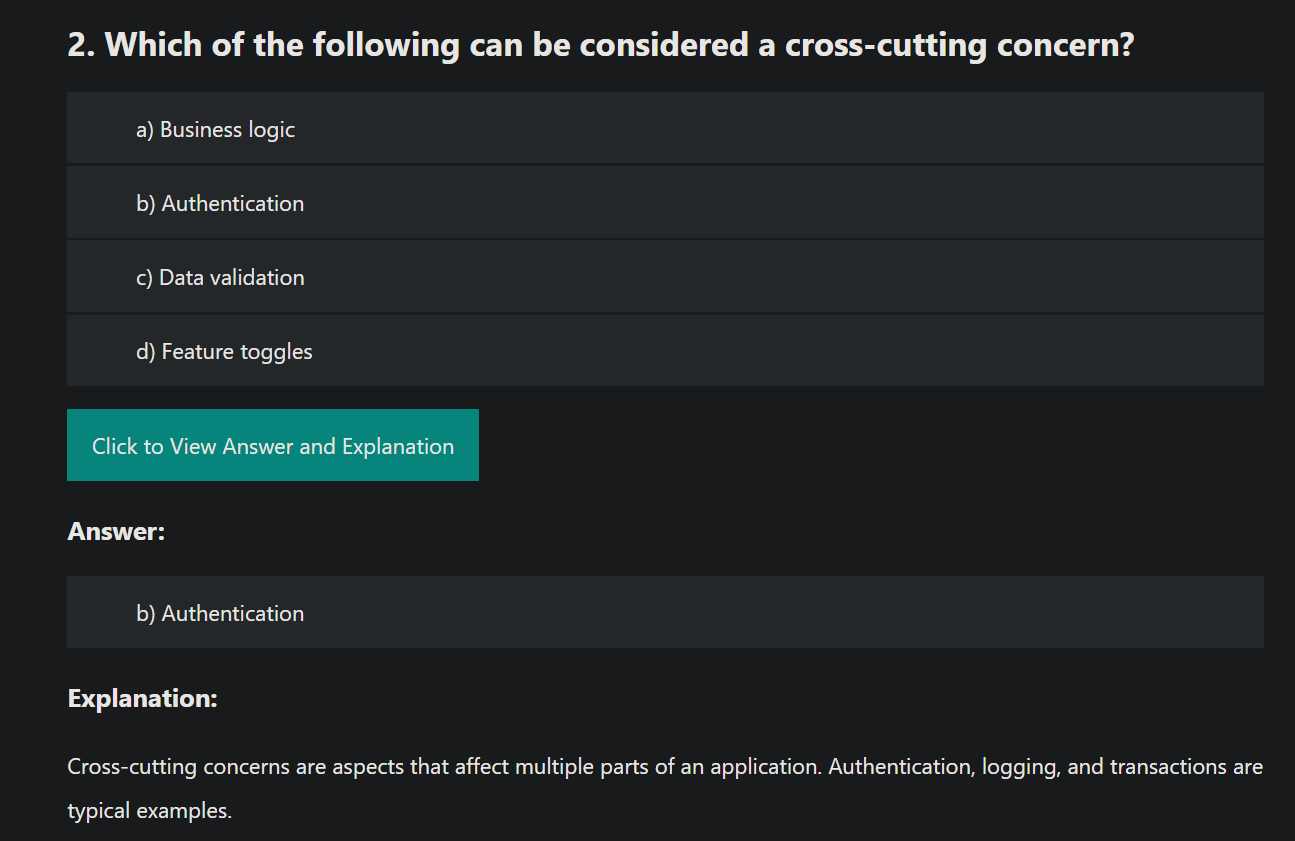 2. Which of the following can be considered a cross-cutting concern?
a) Business logic
b) Authentication
c) Data validation
d) Feature toggles
Click to View Answer and Explanation
Answer:
b) Authentication
Explanation:
Cross-cutting concerns are aspects that affect multiple parts of an application. Authentication, logging, and transactions are
typical examples.